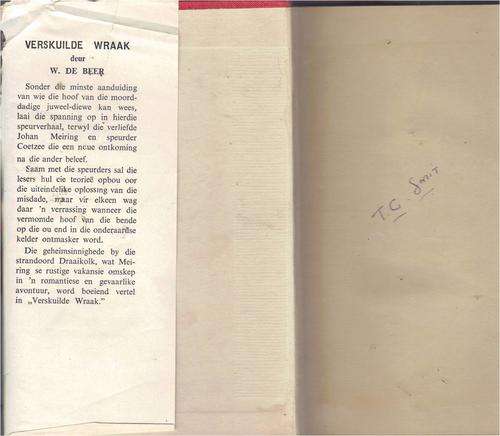 VERSKUILDE WRAAK
deur
W. DE BEER
Sonder die minste aanduiding
van wie die hoof van die moord-
dadige juweel-diewe kan wees,
laai die spanning op in hierdie
speurverhaal, terwyl die verliefde
Johan Meiring en speurder
Coetzee die een noue ontkoming
na die ander beleef.
Saam met die speurders sal die
lesers hul eie teorieë opbou oor
die uiteindelike oplossing van die
misdade, maar vir elkeen wag
daar 'n verrassing wanneer die
vermomde hoof van die bende
op die ou end in die onderaardse
kelder ontmasker word.
Die geheimsinnighede by die
strandoord Draaikolk, wat Mei-
ring se rustige vakansie omskep
in 'n romantiese en gevaarlike
avontuur, word boeiend vertel
in „Verskuilde Wraak."
T. G. Smit